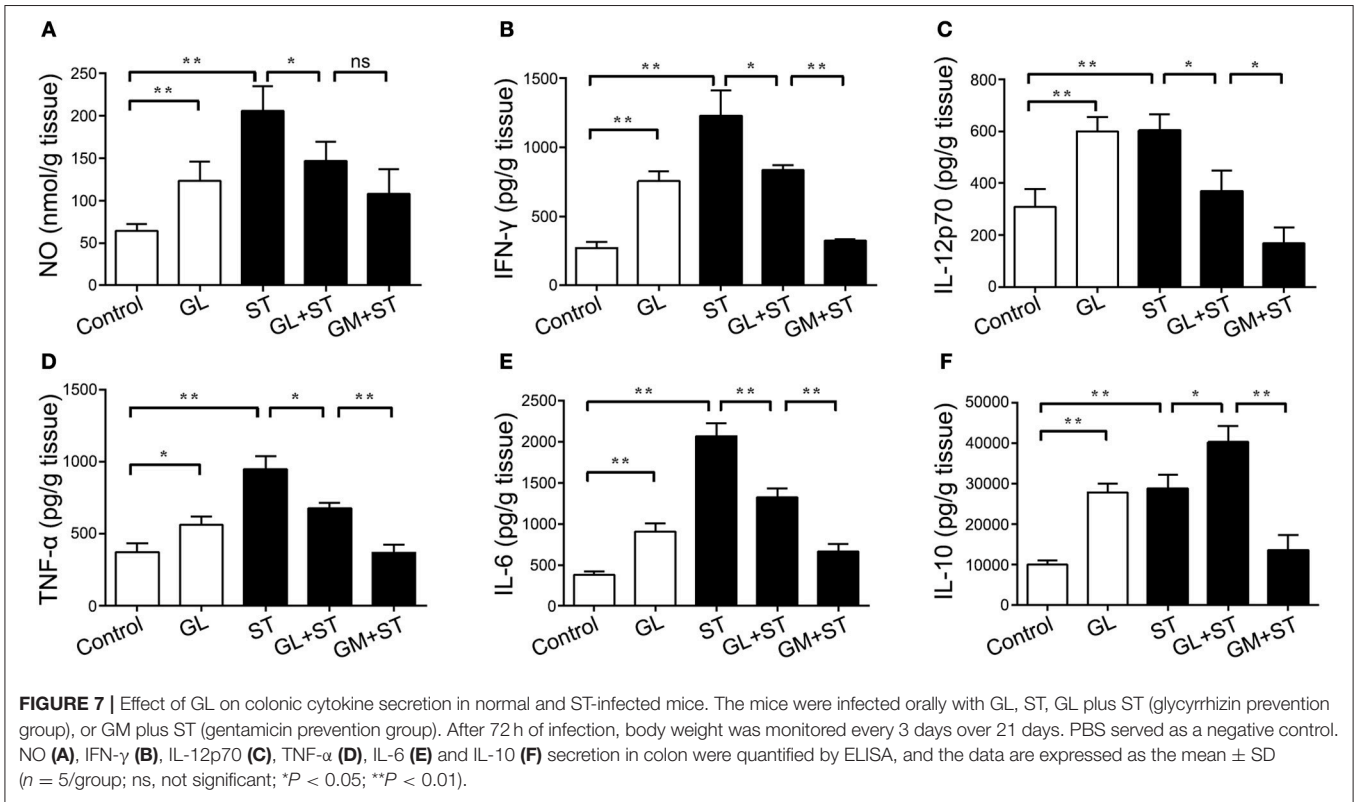 A
NO (nmol/g tissue)
250
200
150
100
50
0
** * ns
**
Control GL ST GL+ST GM+ST
B
IFN-γ (pg/g tissue)
1500
1000
500
0
** * **
**
Control GL ST GL+ST GM+ST
C
IL-12p70 (pg/g tissue)
800
600
400
200
0
** * *
**
Control GL ST GL+ST GM+ST
D
TNF-α (pg/g tissue)
1500
1000
500
0
** * **
*
Control GL ST GL+ST GM+ST
E
IL-6 (pg/g tissue)
2500
2000
1500
1000
500
0
** ** **
**
Control GL ST GL+ST GM+ST
F
IL-10 (pg/g tissue)
50000
40000
30000
20000
10000
0
** * **
**
Control GL ST GL+ST GM+ST
FIGURE 7 | Effect of GL on colonic cytokine secretion in normal and ST-infected mice. The mice were infected orally with GL, ST, GL plus ST (glycyrrhizin prevention
group), or GM plus ST (gentamicin prevention group). After 72 h of infection, body weight was monitored every 3 days over 21 days. PBS served as a negative control.
NO (A), IFN-γ (B), IL-12p70 (C), TNF-α (D), IL-6 (E) and IL-10 (F) secretion in colon were quantified by ELISA, and the data are expressed as the mean ± SD
(n = 5/group; ns, not significant; *P < 0.05; **P < 0.01).